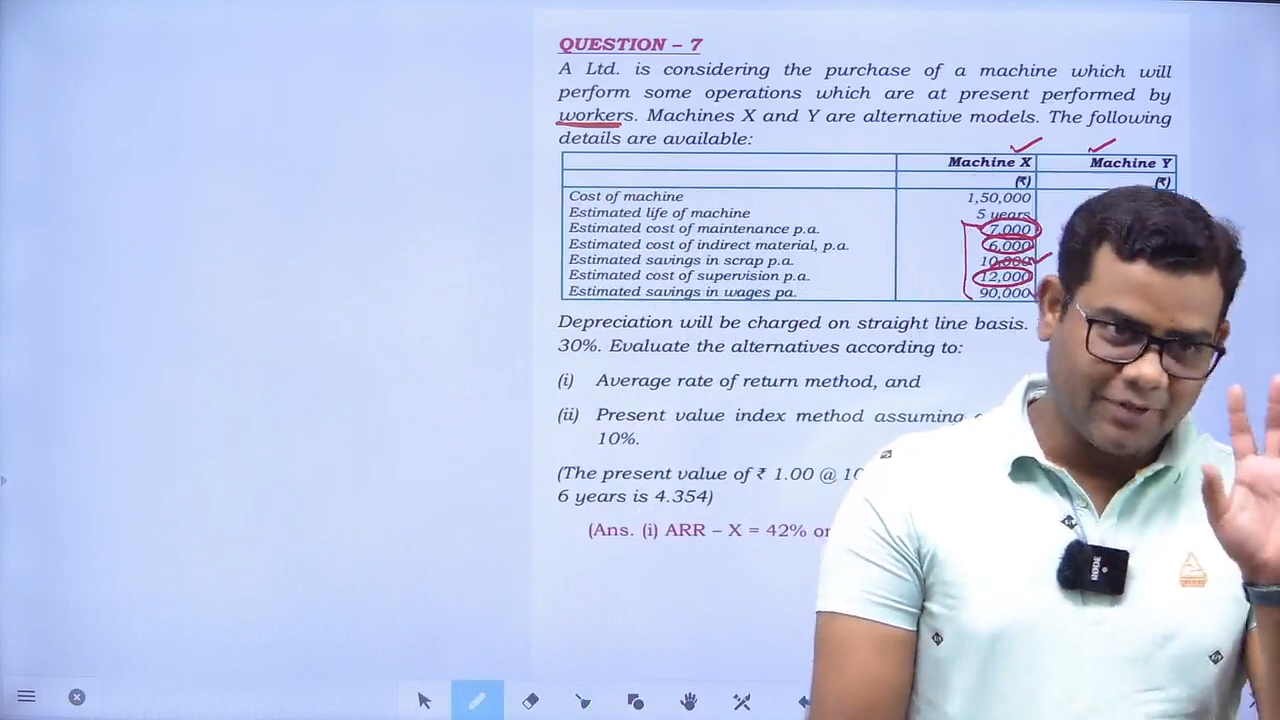 QUESTION – 7
A Ltd. is considering the purchase of a machine which will
perform some operations which are at present performed by
workers. Machines X and Y are alternative models. The following
details are available:
Machine X Machine Y
(₹) (₹)
Cost of machine 1,50,000
Estimated life of machine 5 years
Estimated cost of maintenance p.a. 7,000
Estimated cost of indirect material, p.a. 6,000
Estimated savings in scrap p.a. 10,000
Estimated cost of supervision p.a. 12,000
Estimated savings in wages pa. 90,000
Depreciation will be charged on straight line basis.
30%. Evaluate the alternatives according to:
(i) Average rate of return method, and
(ii) Present value index method assuming
10%.
(The present value of ₹ 1.00 @ 10
6 years is 4.354)
(Ans. (i) ARR – X = 42% or
RODE